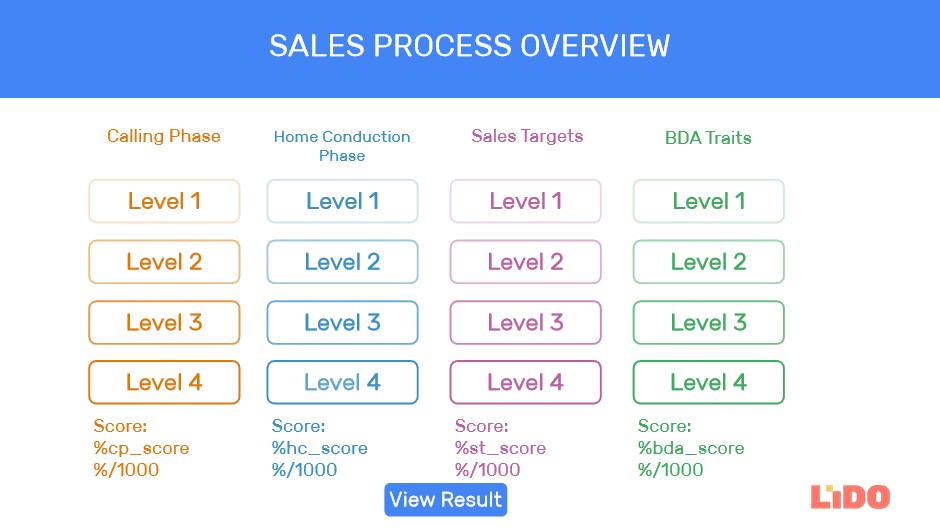 SALES PROCESS OVERVIEW
Calling Phase
Home Conduction
Phase
Sales Targets
BDA Traits
Level 1
Level 1
Level 1
Level 1
Level 2
Level 2
Level 2
Level 2
Level 3
Level 3
Level 3
Level 3
Level 4
Level 4
Level 4
Level 4
Score:
%cp_score
%/1000
Score:
%hc_score
%/1000
Score:
%st_score
%/1000
Score:
%bda_score
%/1000
View Result
LiDO